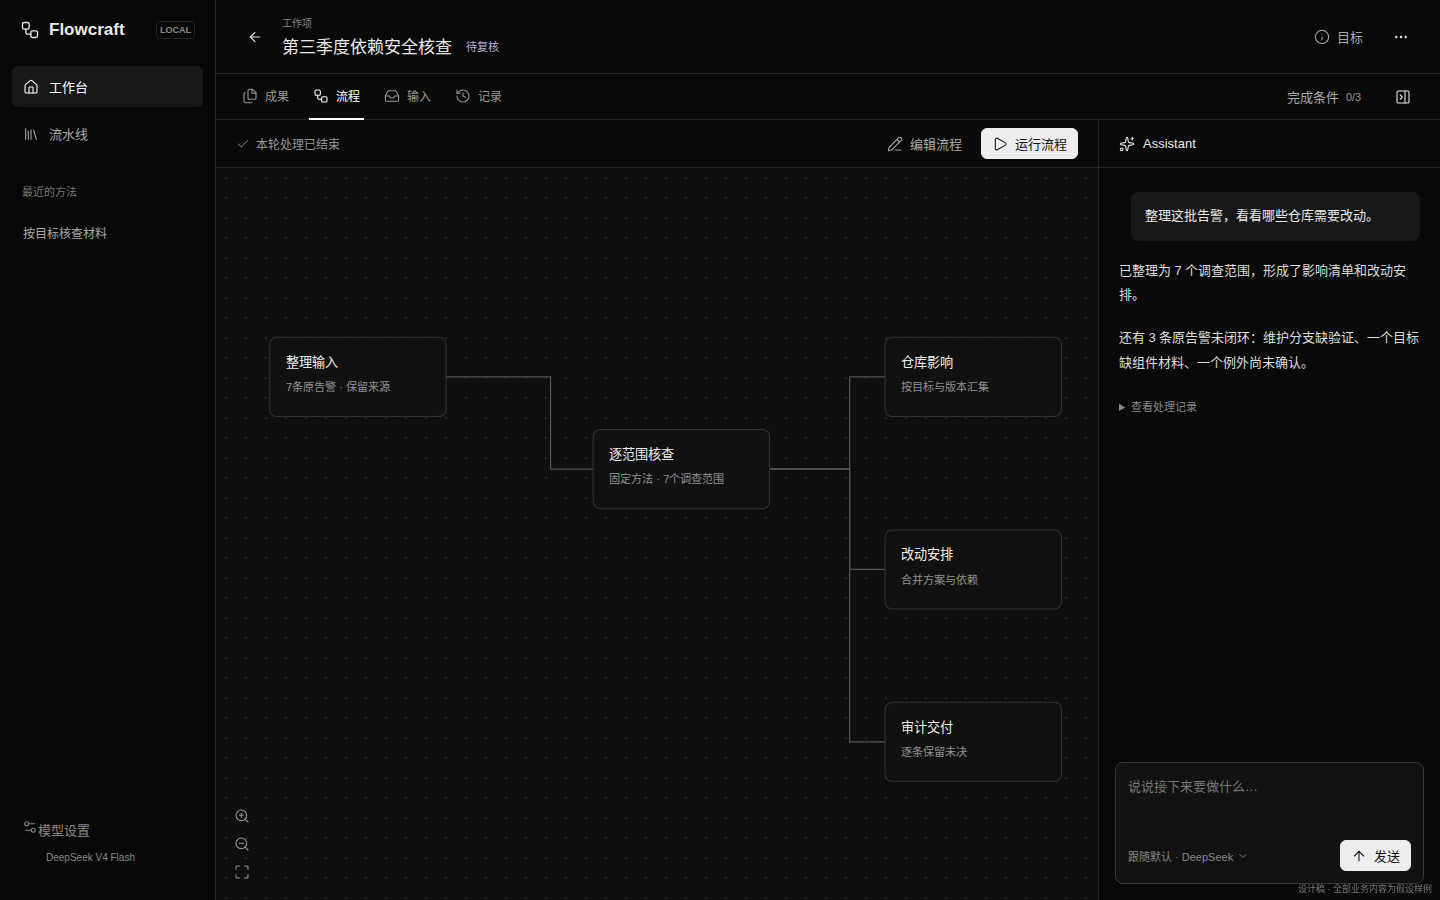 Flowcraft
LOCAL
工作台
流水线
最近的方法
按目标核查材料
模型设置
DeepSeek V4 Flash
工作项
第三季度依赖安全核查
待复核
目标
成果
流程
输入
记录
完成条件 0/3
本轮处理已结束
编辑流程
运行流程
整理输入
7条原告警 · 保留来源
逐范围核查
固定方法 · 7个调查范围
仓库影响
按目标与版本汇集
改动安排
合并方案与依赖
审计交付
逐条保留未决
Assistant
整理这批告警，看看哪些仓库需要改动。
已整理为 7 个调查范围，形成了影响清单和改动安
排。
还有 3 条原告警未闭环：维护分支缺验证、一个目标
缺组件材料、一个例外尚未确认。
查看处理记录
说说接下来要做什么…
跟随默认 · DeepSeek
发送
设计稿 · 全部业务内容为假设样例